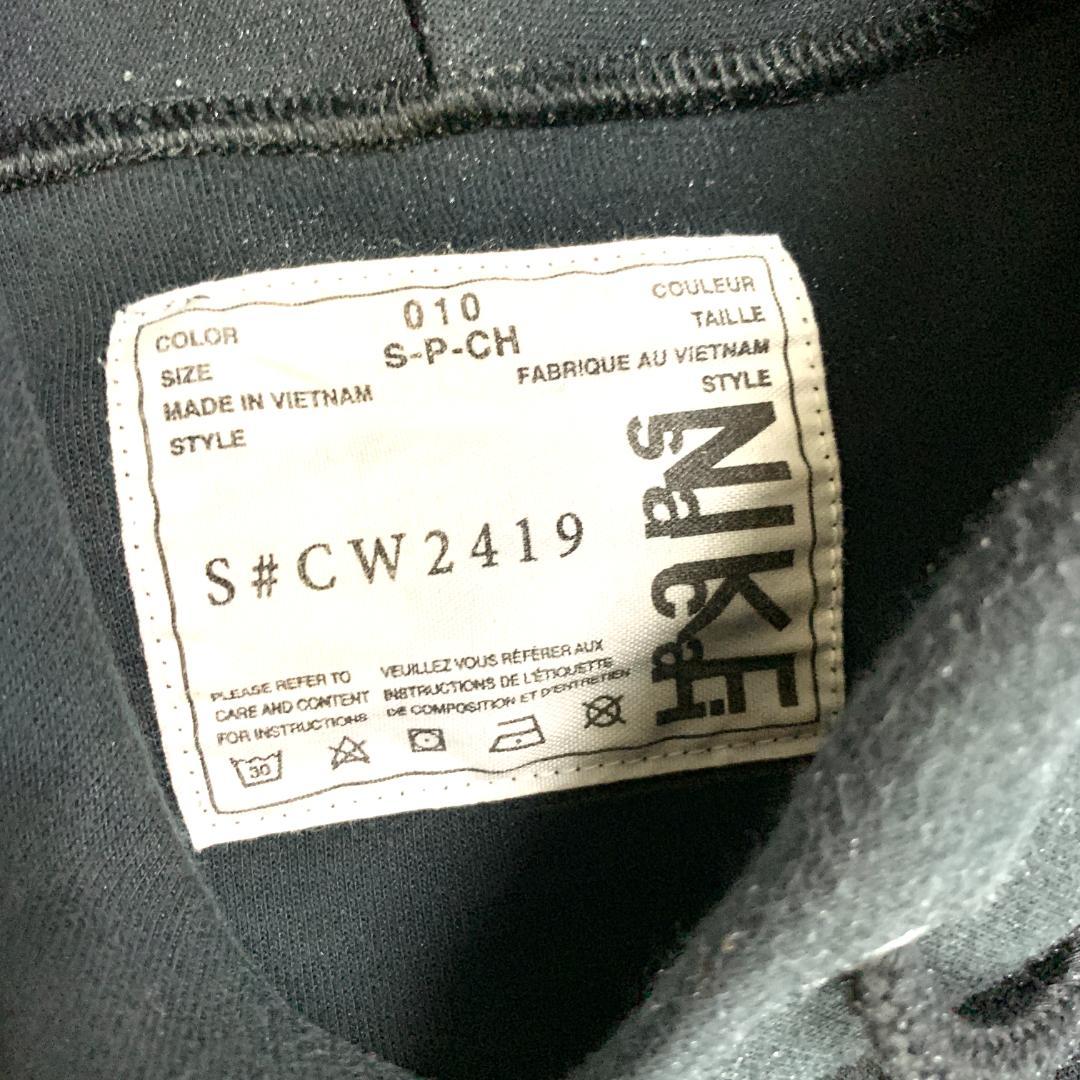 COLOR 010 COULEUR
SIZE S-P-CH TAILLE
MADE IN VIETNAM FABRIQUE AU VIETNAM
STYLE STYLE
S#CW2419
NIKE
sacai
PLEASE REFER TO
CARE AND CONTENT
FOR INSTRUCTIONS
VEUILLEZ VOUS RÉFÉRER AUX
INSTRUCTIONS DE L'ÉTIQUETTE
DE COMPOSITION ET D'ENTRETIEN
30